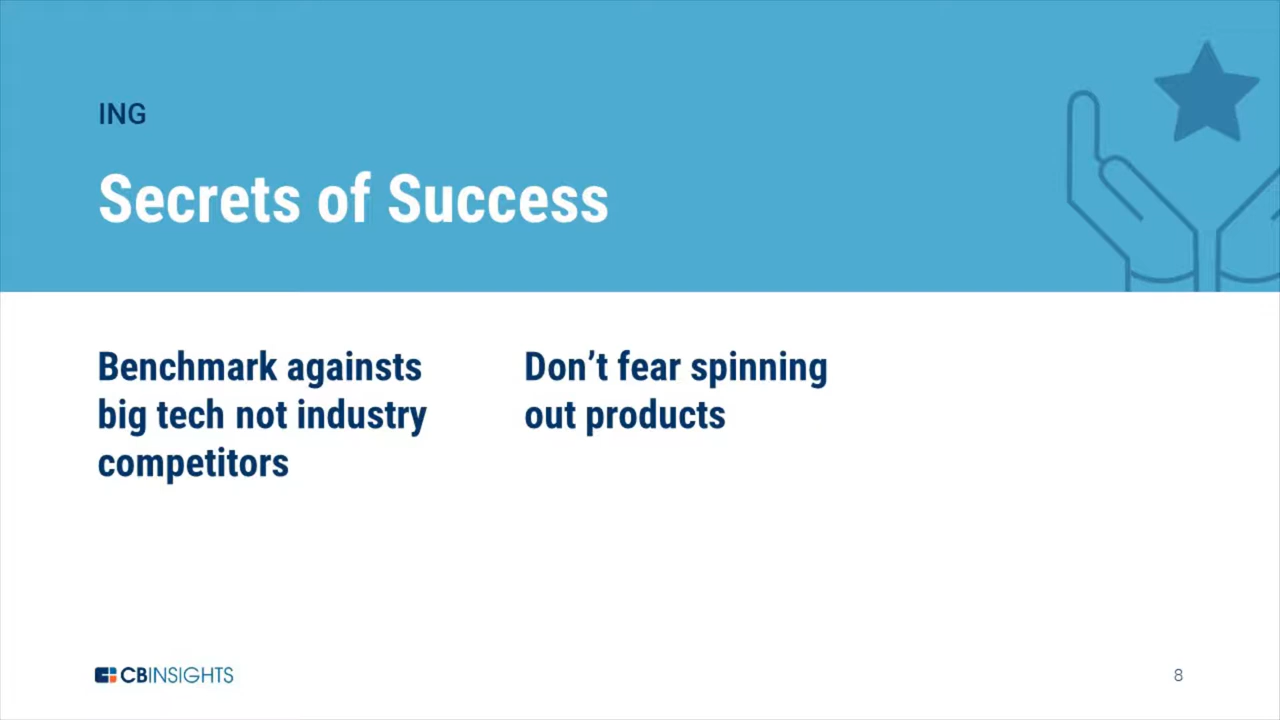 ING
Secrets of Success
Benchmark againsts
big tech not industry
competitors
Don’t fear spinning
out products
CBINSIGHTS
8